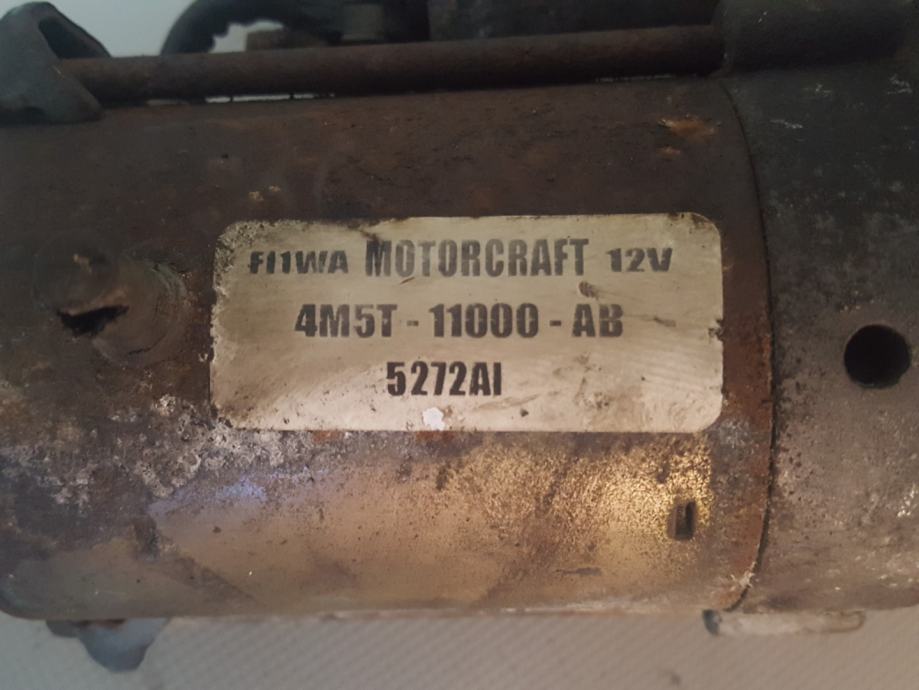 FI1WA MOTORCRAFT 12V
4M5T - 11000 - AB
5272AI